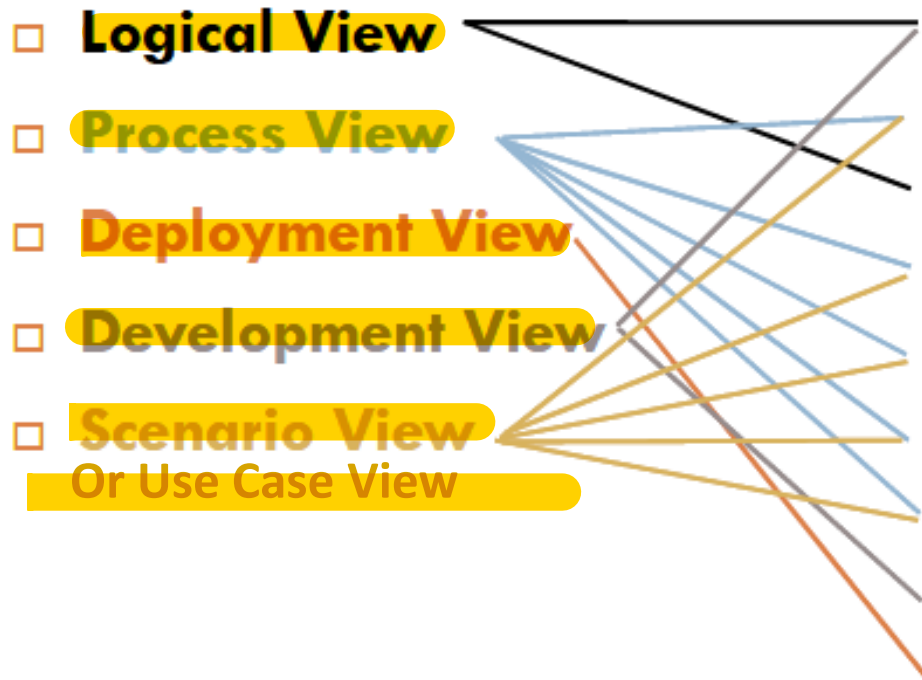 Logical View
Process View
Deployment View
Development View
Scenario View
Or Use Case View